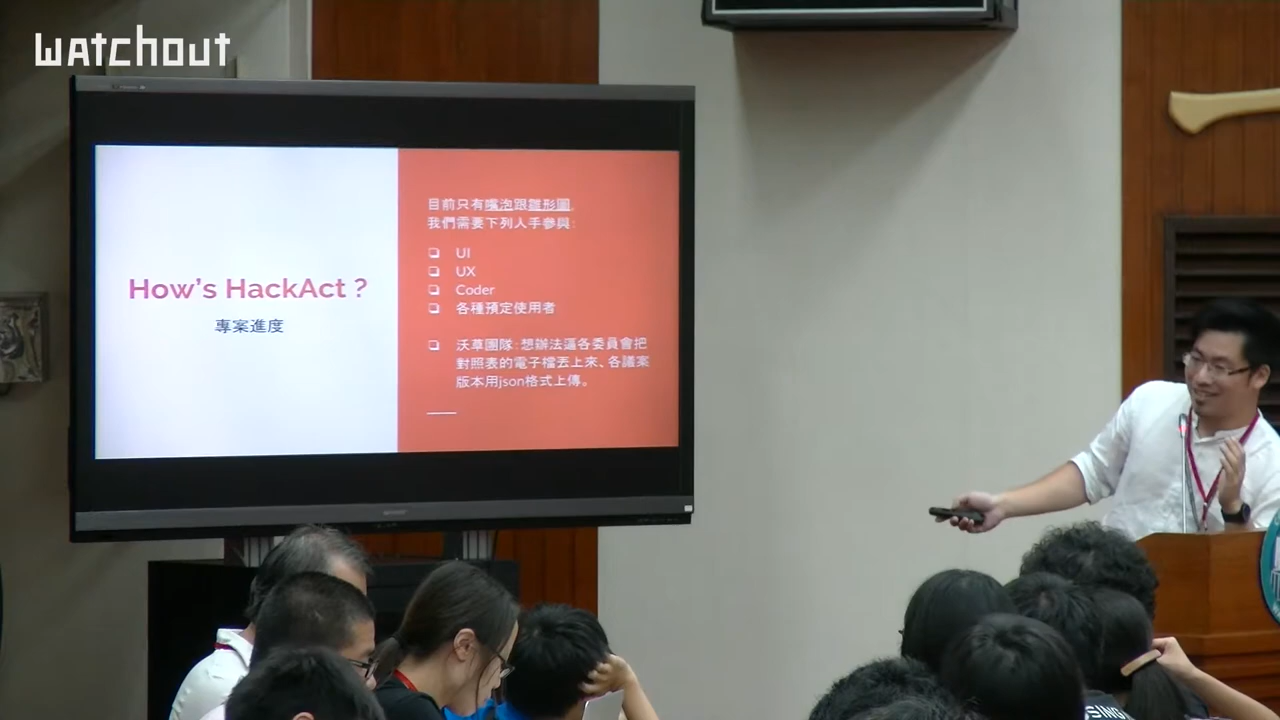 watchout
How's HackAct ?
專案進度
目前只有嘴泡跟雛形圖,
我們需要下列人手參與:
❏ UI
❏ UX
❏ Coder
❏ 各種預定使用者
❏ 沃草團隊:想辦法逼各委員會把
對照表的電子檔丟上來、各議案
版本用json格式上傳。